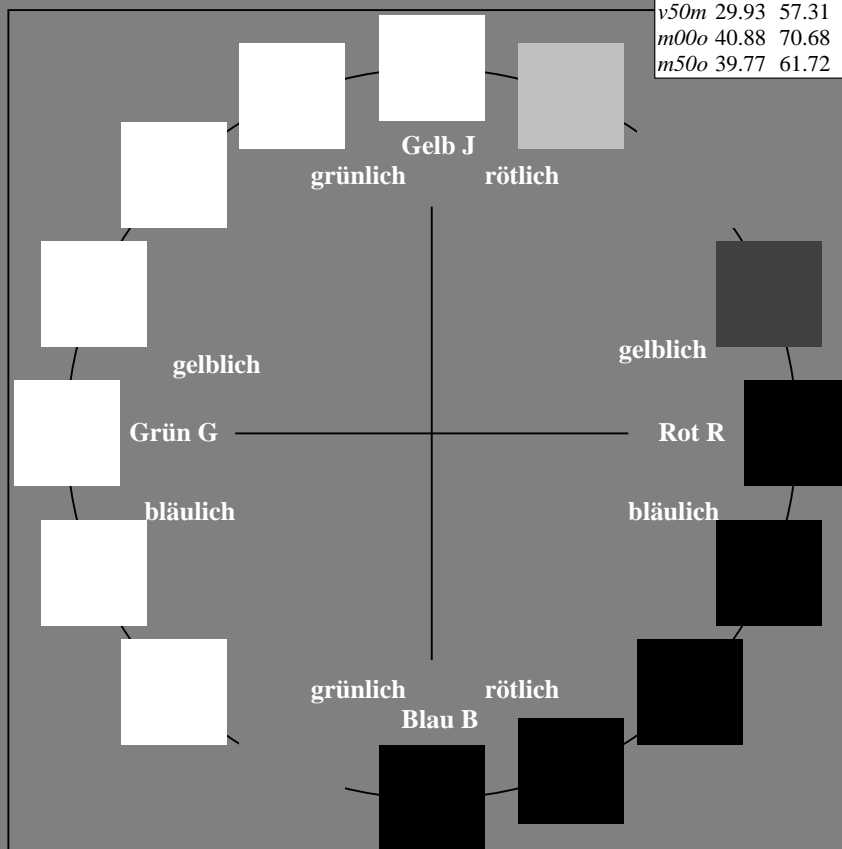 v50m 29.93 57.31
m00o 40.88 70.68
m50o 39.77 61.72
Gelb J
grünlich rötlich
gelblich gelblich
Grün G Rot R
bläulich bläulich
grünlich rötlich
Blau B